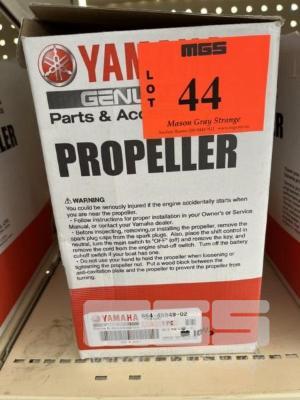 YAMA
MGS
LOT
44
Mason Gray Strange
GENU
Parts & Acc
PROPELLER
WARNING
You could be seriously injured if the engine accidentally starts when
you are near the propeller.
• Follow instructions for proper installation in your Owner's or Service
Manual, or contact your Yamaha dealer.
• Before inspecting, removing, or installing the propeller, remove the
spark plug caps from the spark plugs. Also, place the shift control in
neutral, turn the main switch to "OFF" (off) and remove the key, and
remove the cord from the engine shut-off switch. Turn off the battery
cutoff switch if your boat has one.
• Do not use your hand to hold the propeller when loosening or
tightening the propeller nut. Put a wood block between the
anti-cavitation plate and the propeller to prevent the propeller from
turning.
MGS
YAMAHA